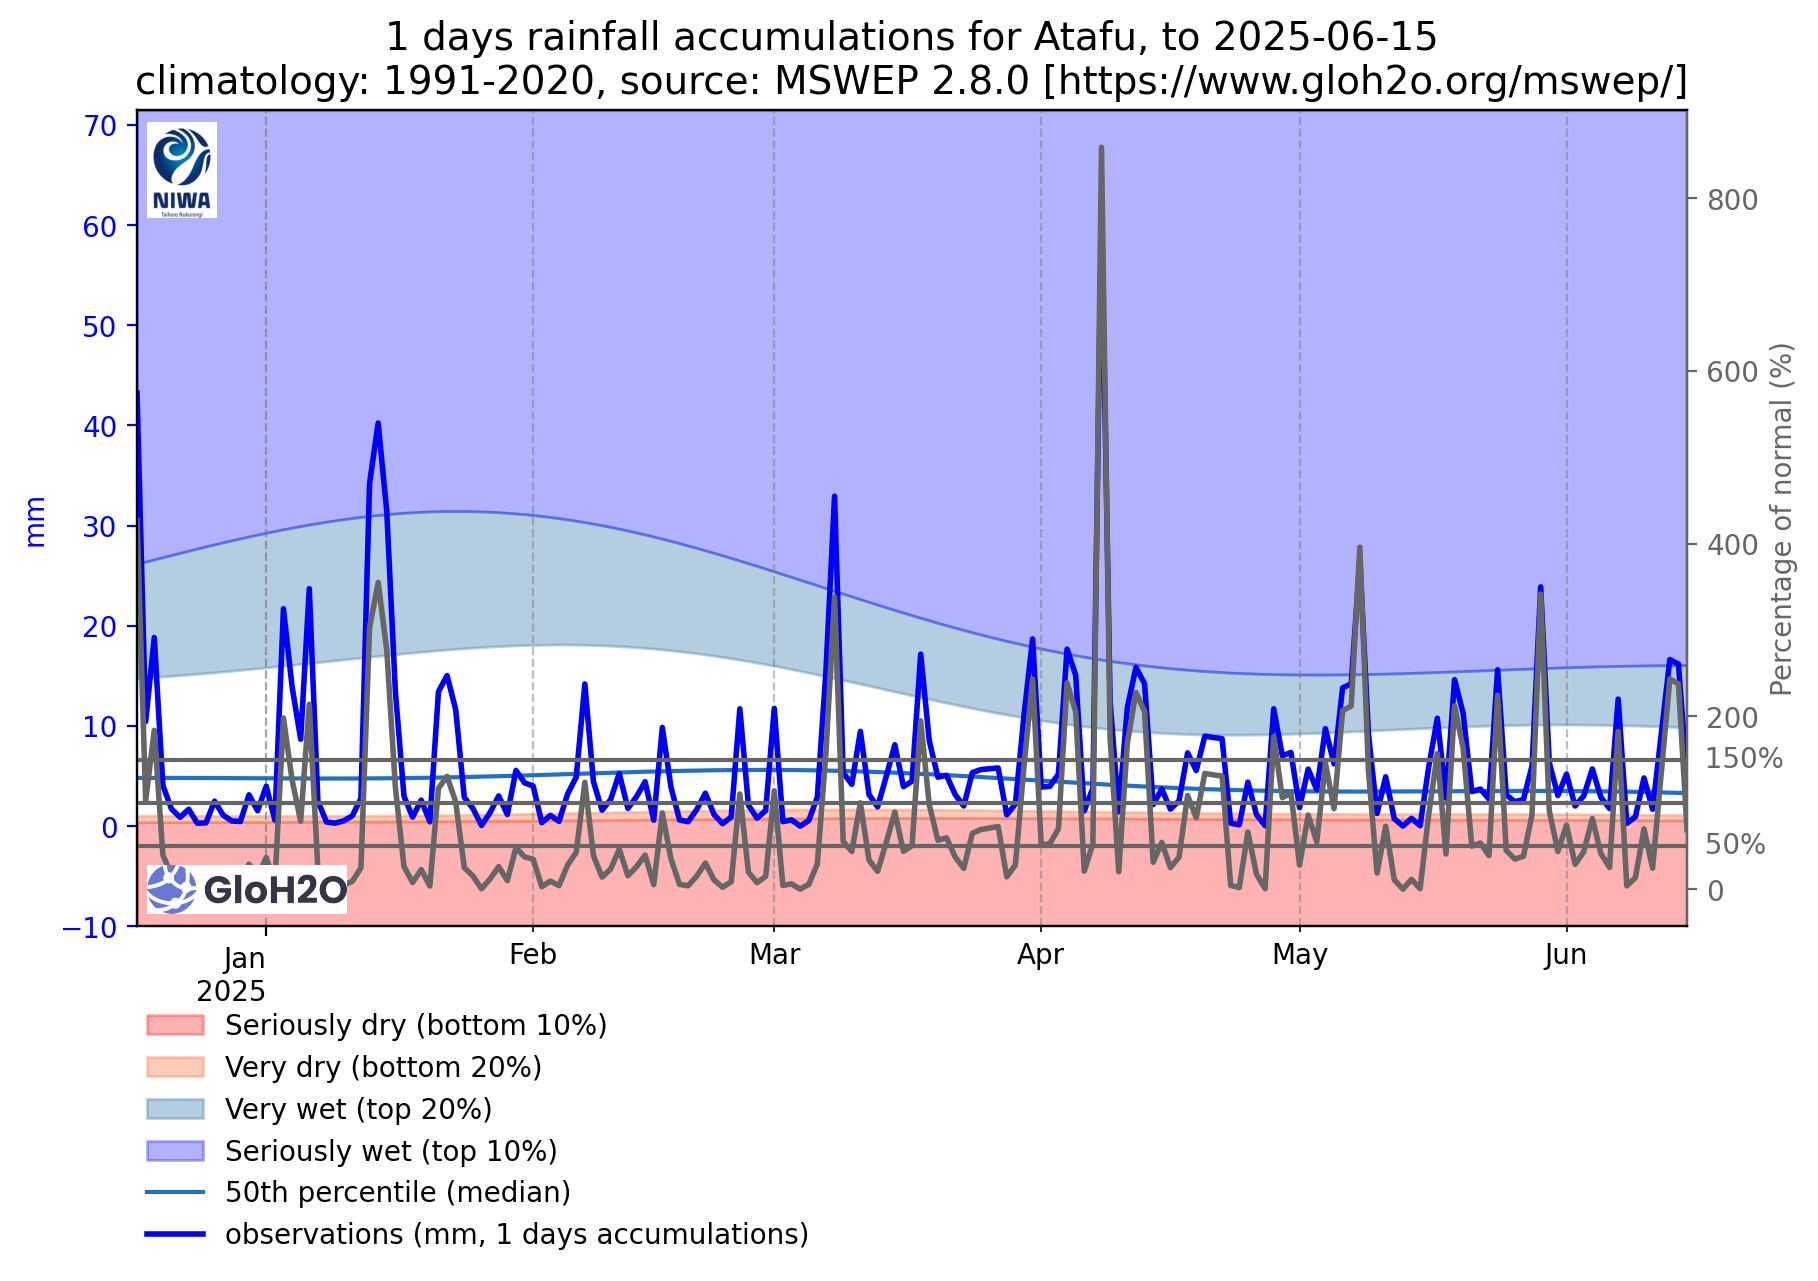 1 days rainfall accumulations for Atafu, to 2025-06-15
climatology: 1991-2020, source: MSWEP 2.8.0 [https://www.gloh2o.org/mswep/]
70
60
50
40
30
20
10
0
−10
mm
NIWA
Taihoro Nukurangi
GloH2O
800
600
400
200
150%
50%
0
Percentage of normal (%)
Jan
2025
Feb
Mar
Apr
May
Jun
Seriously dry (bottom 10%)
Very dry (bottom 20%)
Very wet (top 20%)
Seriously wet (top 10%)
50th percentile (median)
observations (mm, 1 days accumulations)